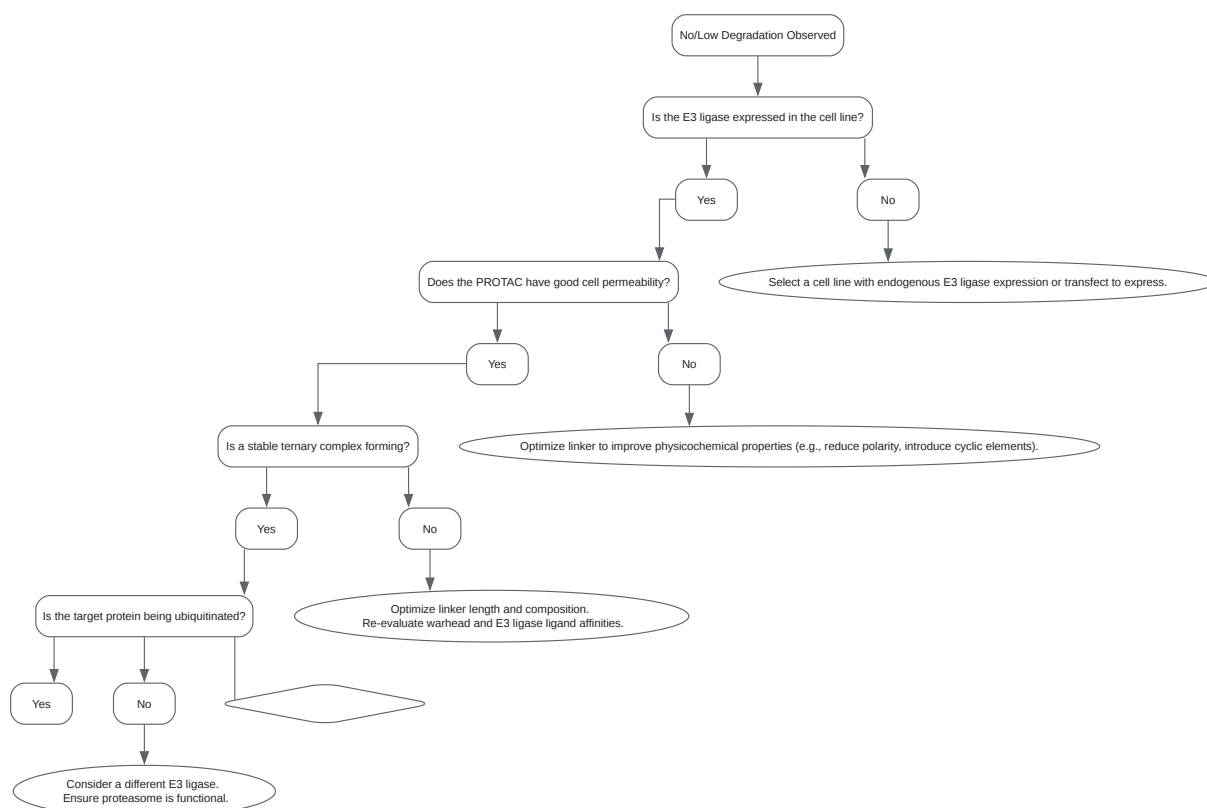 No/Low Degradation Observed
Is the E3 ligase expressed in the cell line?
Yes
No
Does the PROTAC have good cell permeability?
Select a cell line with endogenous E3 ligase expression or transfect to express.
Yes
No
Is a stable ternary complex forming?
Optimize linker to improve physicochemical properties (e.g., reduce polarity, introduce cyclic elements).
Yes
No
Is the target protein being ubiquitinated?
Optimize linker length and composition.
Re-evaluate warhead and E3 ligase ligand affinities.
Yes
No
Consider a different E3 ligase.
Ensure proteasome is functional.